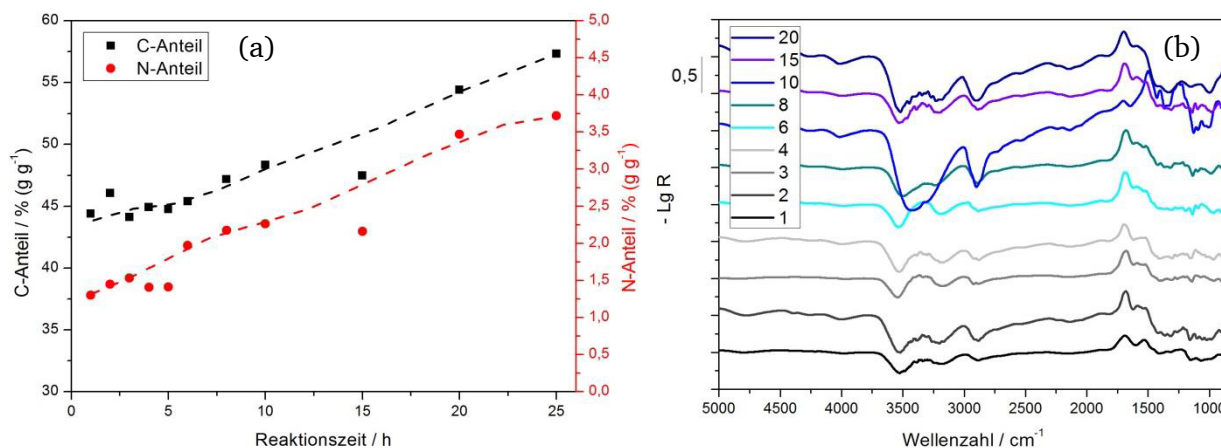 (a)
C-Anteil
N-Anteil
C-Anteil / % (g g⁻¹)
60
55
50
45
40
35
30
N-Anteil / % (g g⁻¹)
5,0
4,5
4,0
3,5
3,0
2,5
2,0
1,5
1,0
0,5
0,0
0 5 10 15 20 25
Reaktionszeit / h
(b)
0,5
20
15
10
8
6
4
3
2
1
- Lg R
5000 4500 4000 3500 3000 2500 2000 1500 1000
Wellenzahl / cm⁻¹